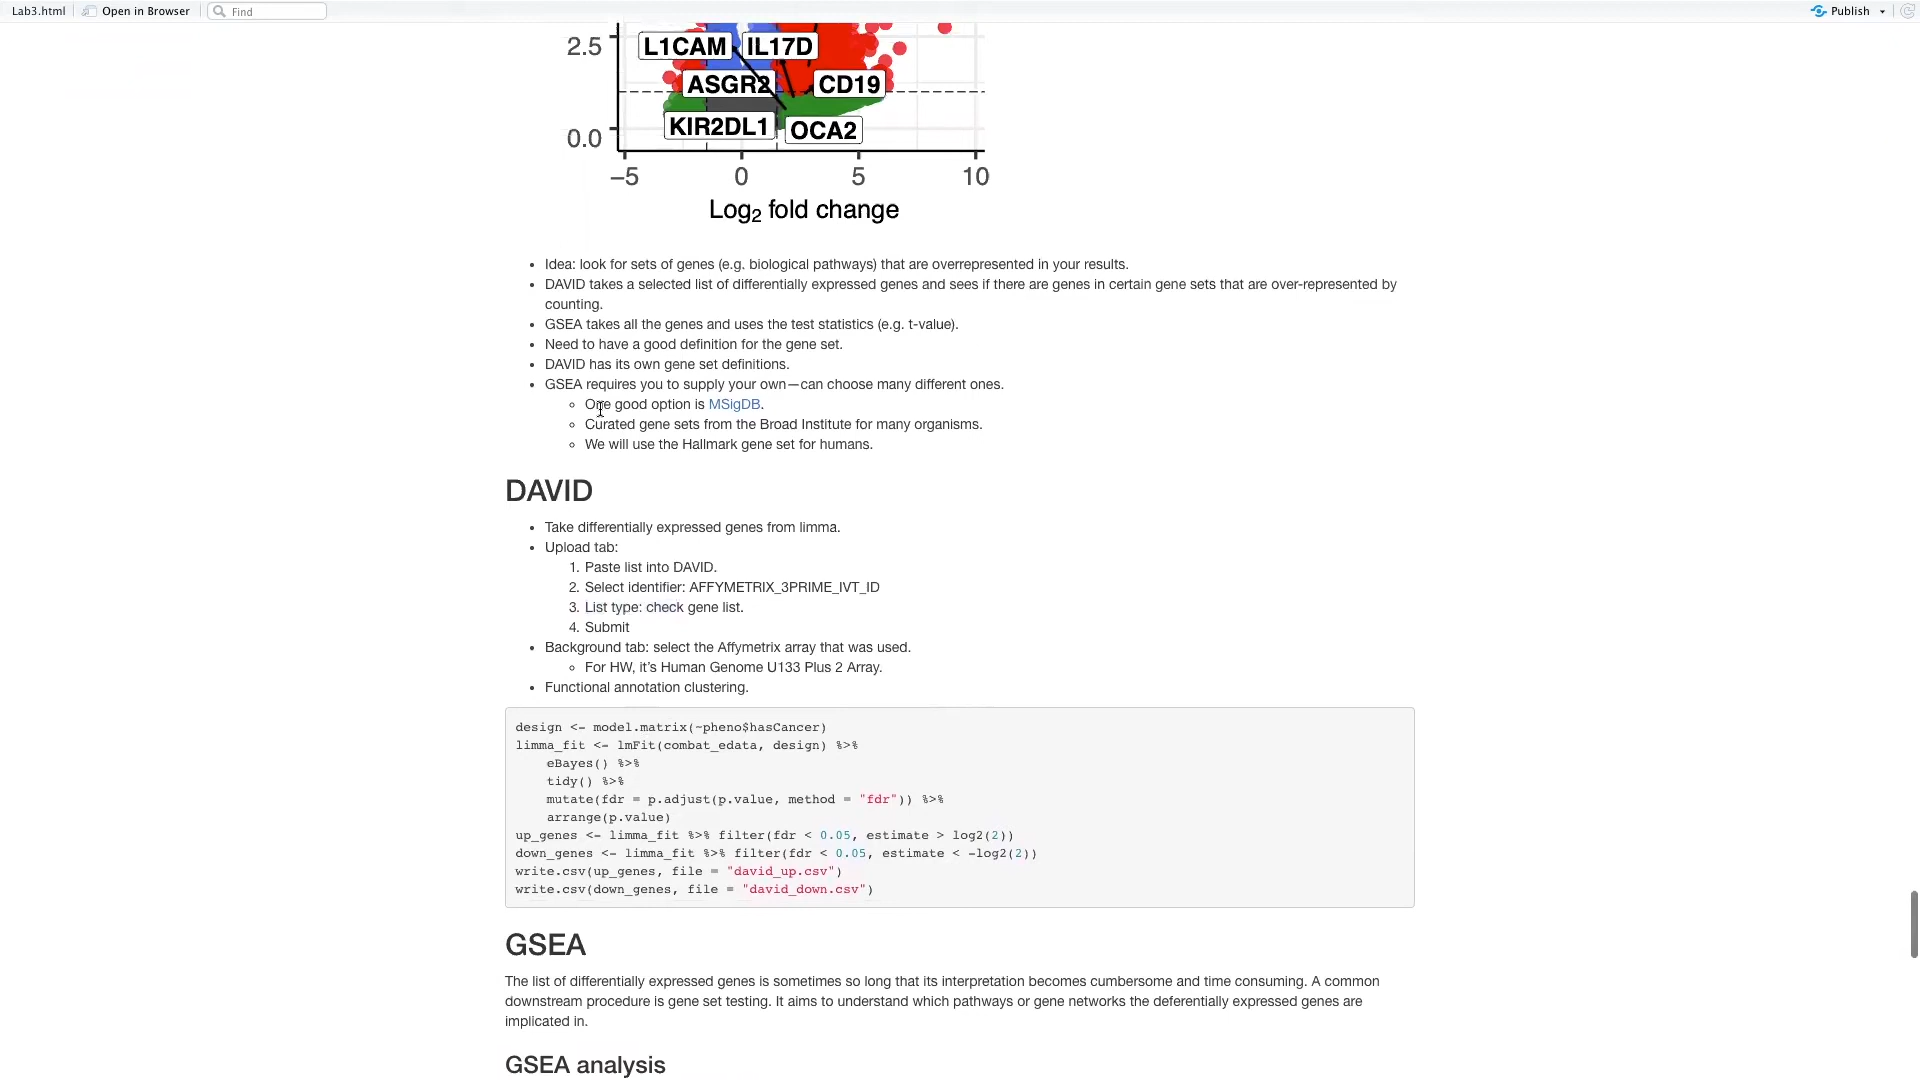 Lab3.html Open in Browser Find Publish
2.5 L1CAM IL17D
ASGR2 CD19
0.0 KIR2DL1 OCA2
−5 0 5 10
Log2 fold change
• Idea: look for sets of genes (e.g. biological pathways) that are overrepresented in your results.
• DAVID takes a selected list of differentially expressed genes and sees if there are genes in certain gene sets that are over-represented by
counting.
• GSEA takes all the genes and uses the test statistics (e.g. t-value).
• Need to have a good definition for the gene set.
• DAVID has its own gene set definitions.
• GSEA requires you to supply your own—can choose many different ones.
◦ One good option is MSigDB.
◦ Curated gene sets from the Broad Institute for many organisms.
◦ We will use the Hallmark gene set for humans.
DAVID
• Take differentially expressed genes from limma.
• Upload tab:
1. Paste list into DAVID.
2. Select identifier: AFFYMETRIX_3PRIME_IVT_ID
3. List type: check gene list.
4. Submit
• Background tab: select the Affymetrix array that was used.
◦ For HW, it’s Human Genome U133 Plus 2 Array.
• Functional annotation clustering.
design <- model.matrix(~pheno$hasCancer)
limma_fit <- lmFit(combat_edata, design) %>%
eBayes() %>%
tidy() %>%
mutate(fdr = p.adjust(p.value, method = "fdr")) %>%
arrange(p.value)
up_genes <- limma_fit %>% filter(fdr < 0.05, estimate > log2(2))
down_genes <- limma_fit %>% filter(fdr < 0.05, estimate < -log2(2))
write.csv(up_genes, file = "david_up.csv")
write.csv(down_genes, file = "david_down.csv")
GSEA
The list of differentially expressed genes is sometimes so long that its interpretation becomes cumbersome and time consuming. A common
downstream procedure is gene set testing. It aims to understand which pathways or gene networks the deferentially expressed genes are
implicated in.
GSEA analysis